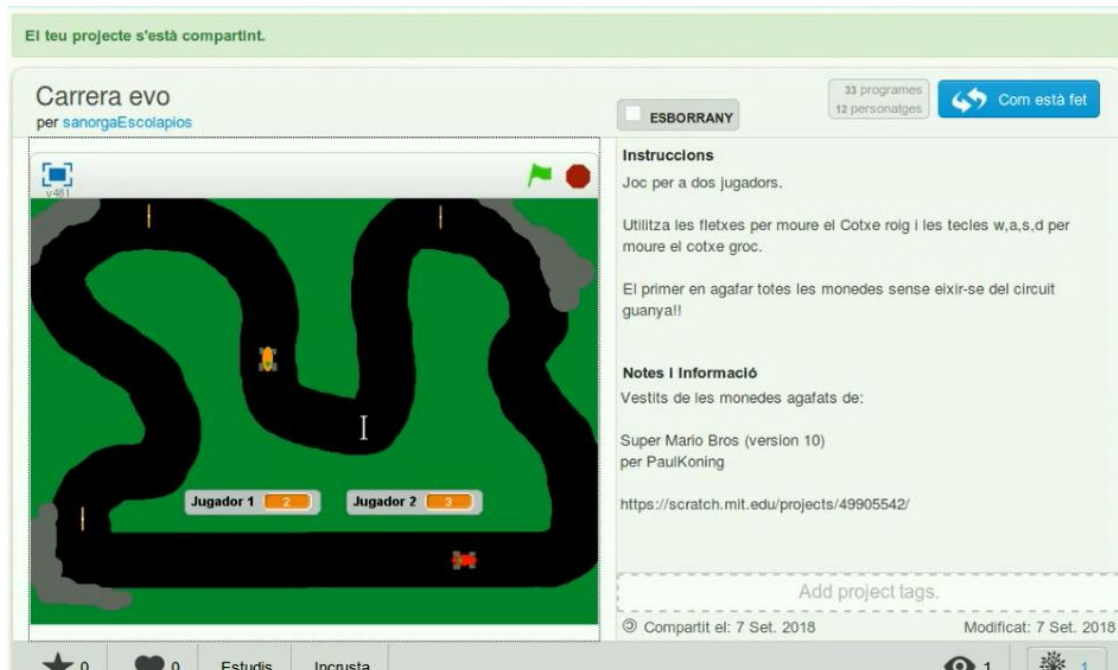 El teu projecte s'està compartint.
Carrera evo
per sanorgaEscolapios
ESBORRANY
33 programes
12 personatges
Com està fet
v461
Jugador 1 2
Jugador 2 3
Instruccions
Joc per a dos jugadors.
Utilitza les fletxes per moure el Cotxe roig i les tecles w,a,s,d per
moure el cotxe groc.
El primer en agafar totes les monedes sense eixir-se del circuit
guanya!!
Notes i Informació
Vestits de les monedes agafats de:
Super Mario Bros (version 10)
per PaulKoning
https://scratch.mit.edu/projects/49905542/
Add project tags.
Compartit el: 7 Set. 2018
Modificat: 7 Set. 2018
0
0
Estudis
Incrusta
1
1